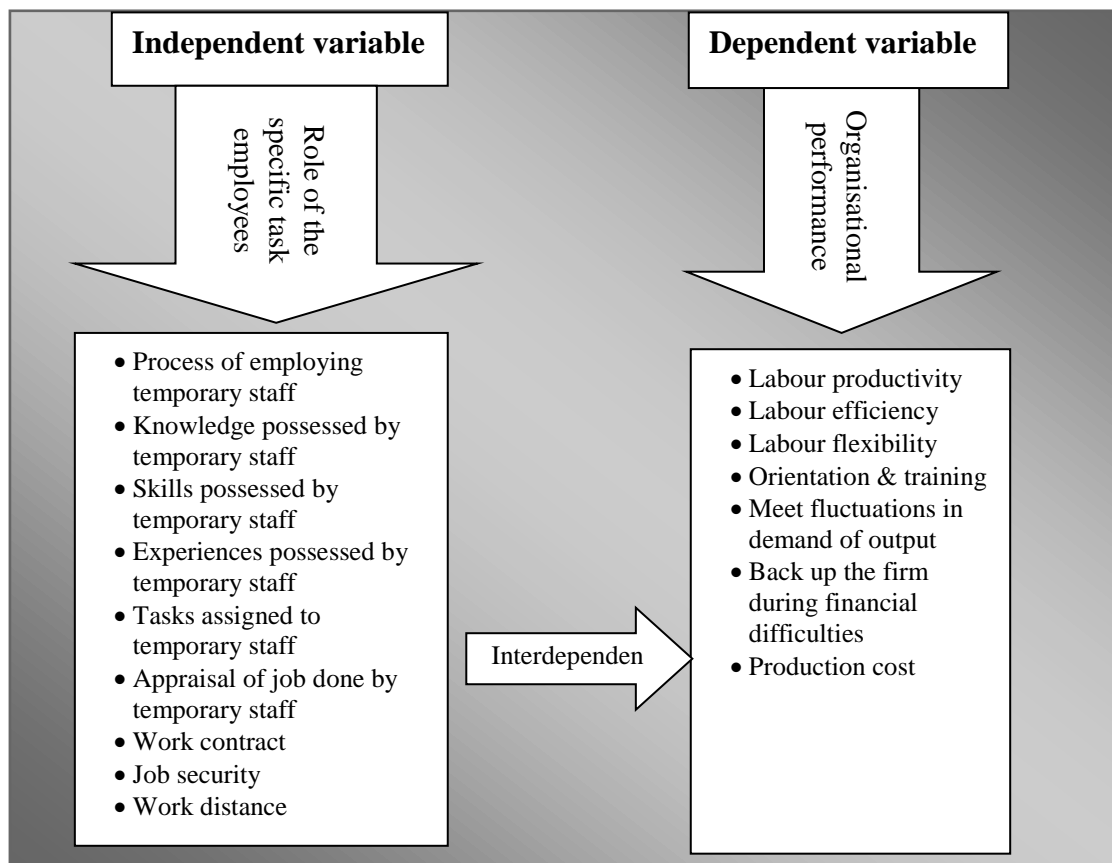 Independent variable
Role of the
specific task
employees
• Process of employing
temporary staff
• Knowledge possessed by
temporary staff
• Skills possessed by
temporary staff
• Experiences possessed by
temporary staff
• Tasks assigned to
temporary staff
• Appraisal of job done by
temporary staff
• Work contract
• Job security
• Work distance
Interdependen
Dependent variable
Organisational
performance
• Labour productivity
• Labour efficiency
• Labour flexibility
• Orientation & training
• Meet fluctuations in
demand of output
• Back up the firm
during financial
difficulties
• Production cost